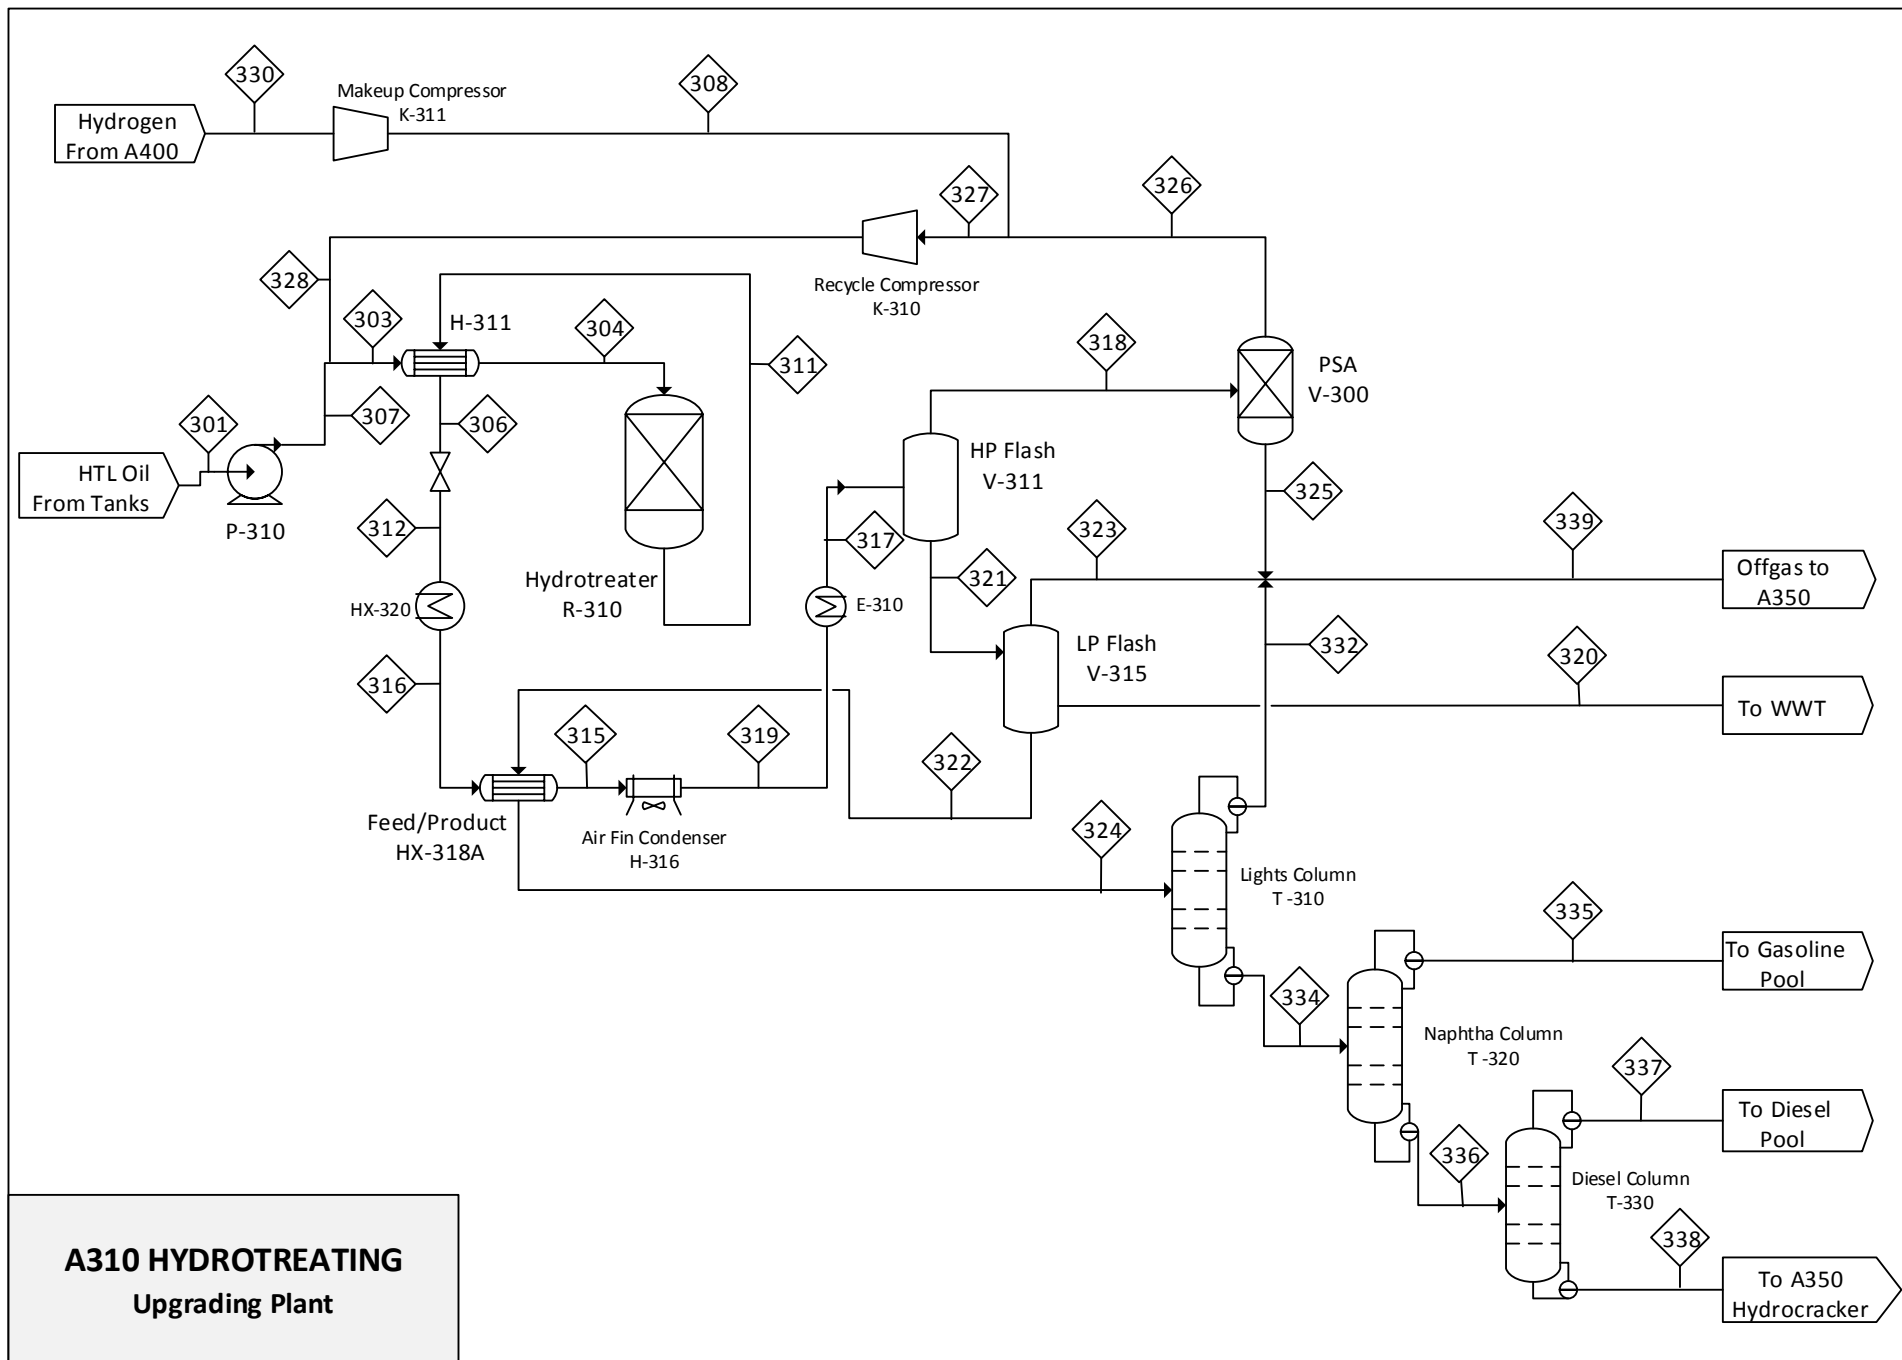 330
308
Makeup Compressor
K-311
Hydrogen
From A400
327
326
328
Recycle Compressor
K-310
303
H-311
304
311
318
PSA
V-300
301
307
306
HTL Oil
From Tanks
P-310
312
HX-320
Hydrotreater
R-310
317
E-310
HP Flash
V-311
321
323
325
339
Offgas to
A350
LP Flash
V-315
332
320
To WWT
316
315
319
322
Feed/Product
HX-318A
Air Fin Condenser
H-316
324
Lights Column
T -310
335
To Gasoline
Pool
334
Naphtha Column
T -320
337
To Diesel
Pool
336
Diesel Column
T-330
338
To A350
Hydrocracker
A310 HYDROTREATING
Upgrading Plant